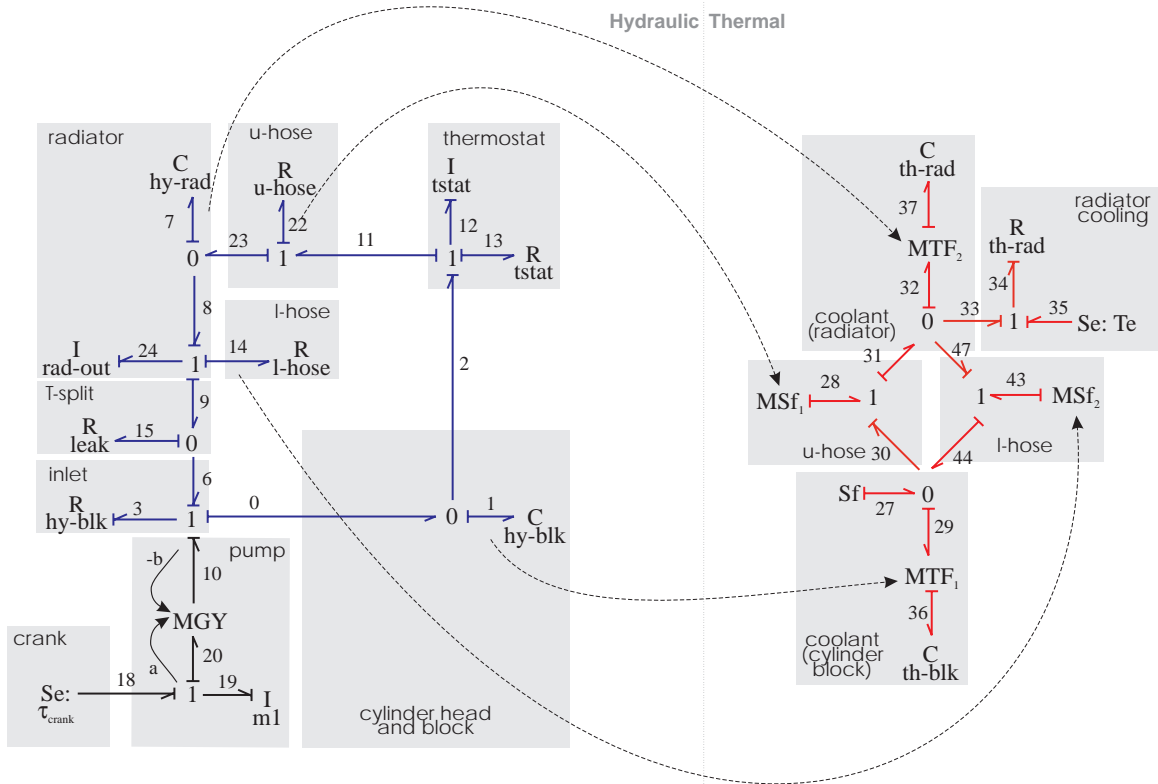 Hydraulic Thermal
radiator
u-hose
thermostat
C
hy-rad
R
u-hose
I
tstat
7
22
12
23
11
13
0
1
1
R
tstat
8
l-hose
I
rad-out
24
1
14
R
l-hose
2
9
T-split
R
leak
15
0
inlet
6
R
hy-blk
3
1
0
0
1
C
hy-blk
pump
-b
10
MGY
crank
a
20
Se:
τcrank
18
1
19
I
m1
cylinder head
and block
C
th-rad
radiator
cooling
37
R
th-rad
MTF2
32
34
coolant
(radiator)
0
33
1
35
Se: Te
31
47
MSf1
28
1
1
43
MSf2
u-hose
30
44
l-hose
Sf
27
0
29
MTF1
36
coolant
(cylinder
block)
C
th-blk